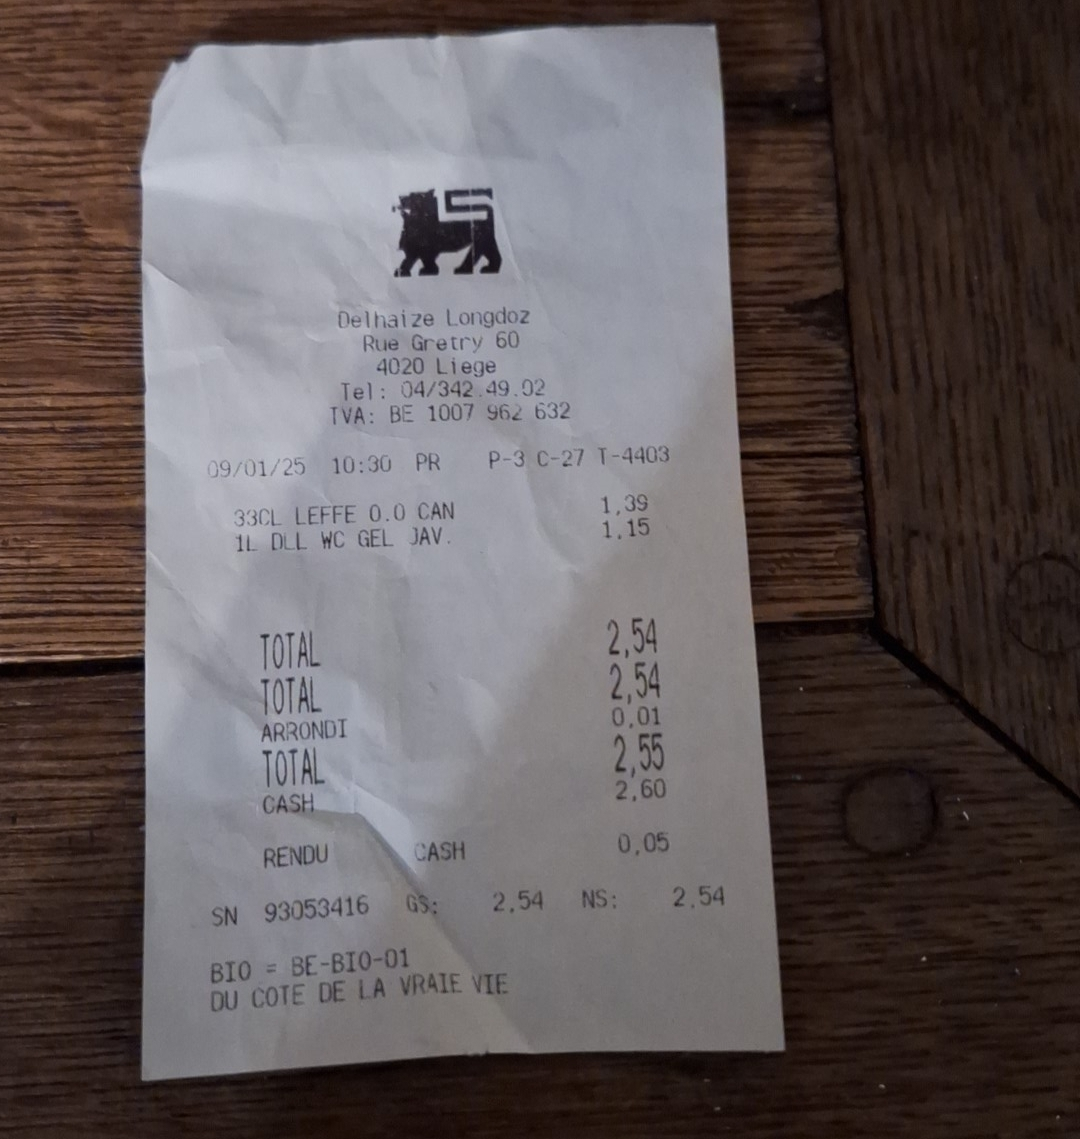 Delhaize Longdoz
Rue Gretry 60
4020 Liege
Tel: 04/342.49.02
TVA: BE 1007 962 632
09/01/25 10:30 PR P-3 C-27 T-4403
33CL LEFFE 0.0 CAN 1,39
1L DLL WC GEL JAV. 1,15
TOTAL 2,54
TOTAL 2,54
ARRONDI 0,01
TOTAL 2,55
CASH 2,60
RENDU CASH 0,05
SN 93053416 GS: 2,54 NS: 2,54
BIO = BE-BIO-01
DU COTE DE LA VRAIE VIE